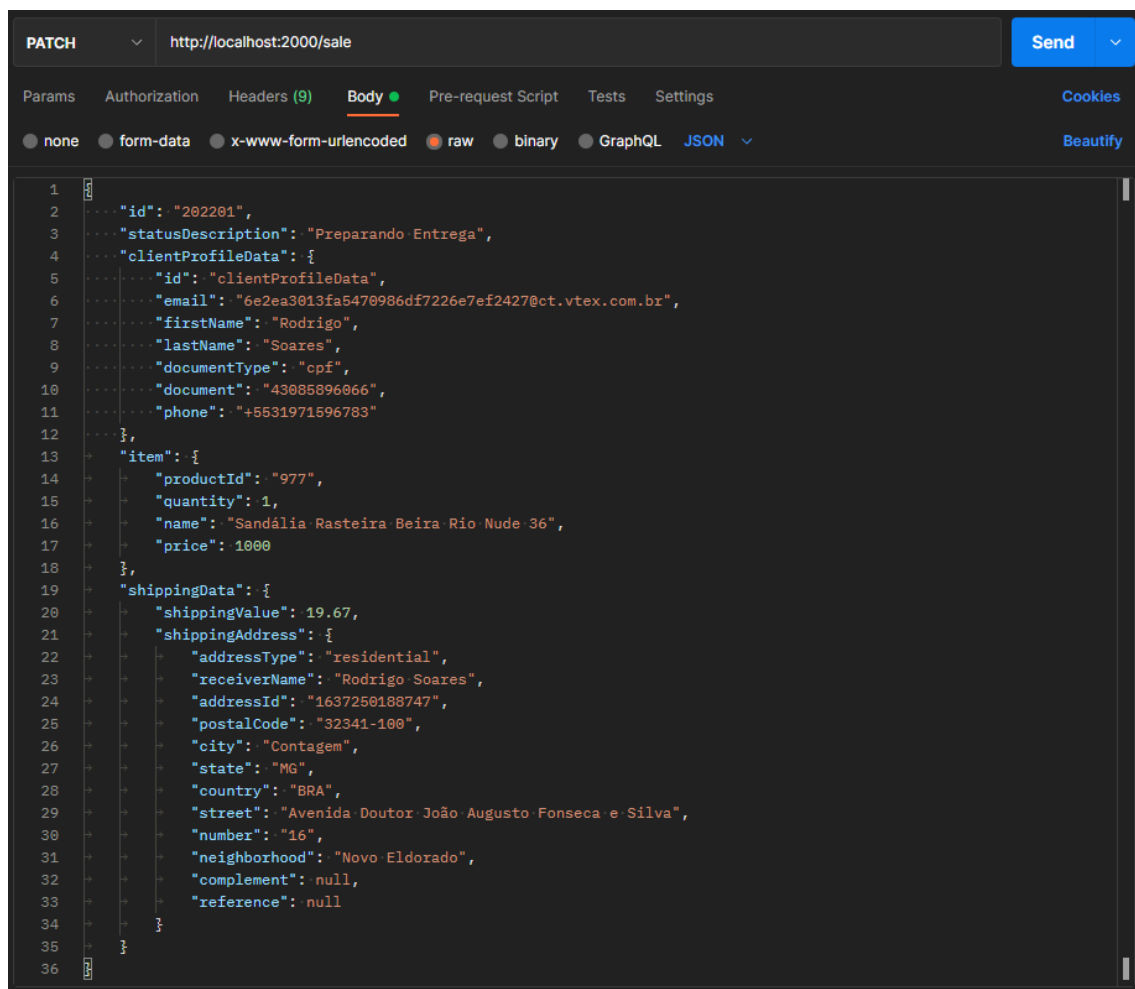 PATCH http://localhost:2000/sale Send
Params Authorization Headers (9) Body Pre-request Script Tests Settings Cookies
none form-data x-www-form-urlencoded raw binary GraphQL JSON Beautify
1 {
2 "id": "202201",
3 "statusDescription": "Preparando Entrega",
4 "clientProfileData": {
5 "id": "clientProfileData",
6 "email": "6e2ea3013fa5470986df7226e7ef2427@ct.vtex.com.br",
7 "firstName": "Rodrigo",
8 "lastName": "Soares",
9 "documentType": "cpf",
10 "document": "43085896066",
11 "phone": "+5531971596783"
12 },
13 "item": {
14 "productId": "977",
15 "quantity": 1,
16 "name": "Sandália Rasteira Beira Rio Nude 36",
17 "price": 1000
18 },
19 "shippingData": {
20 "shippingValue": 19.67,
21 "shippingAddress": {
22 "addressType": "residential",
23 "receiverName": "Rodrigo Soares",
24 "addressId": "1637250188747",
25 "postalCode": "32341-100",
26 "city": "Contagem",
27 "state": "MG",
28 "country": "BRA",
29 "street": "Avenida Doutor João Augusto Fonseca e Silva",
30 "number": "16",
31 "neighborhood": "Novo Eldorado",
32 "complement": null,
33 "reference": null
34 }
35 }
36 }